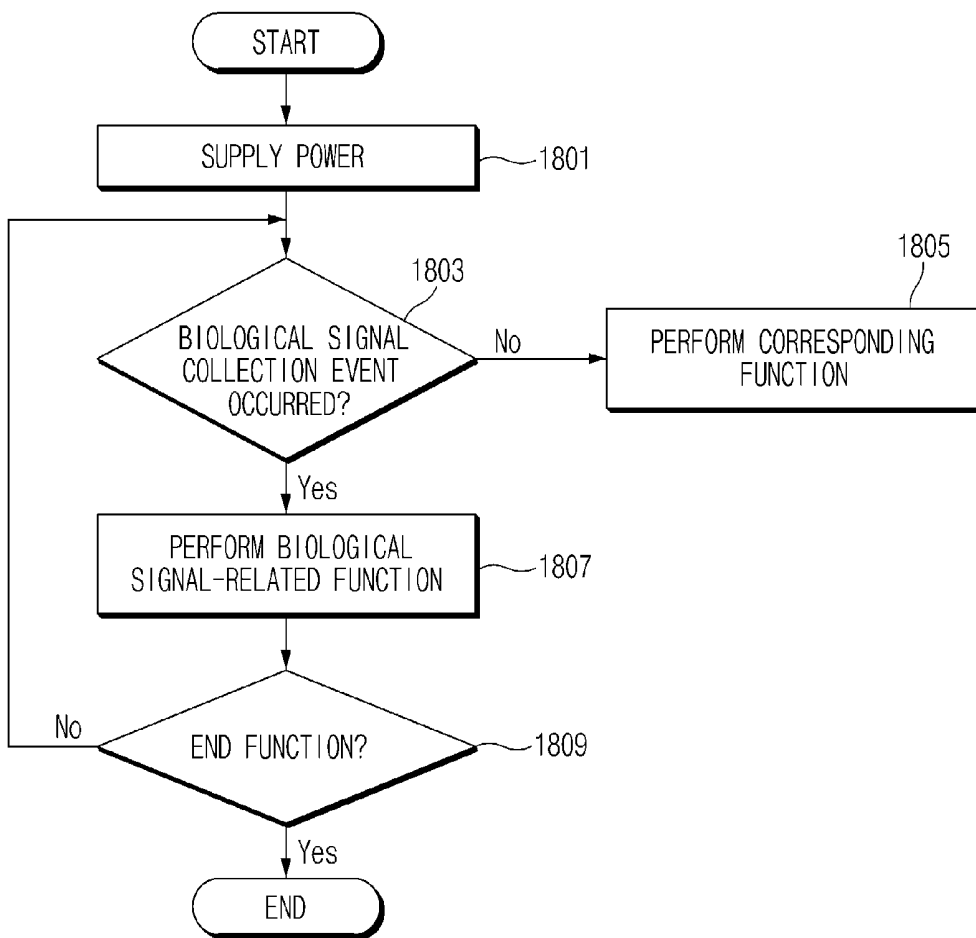 START
SUPPLY POWER
1801
1803
BIOLOGICAL SIGNAL
COLLECTION EVENT
OCCURRED?
No
1805
PERFORM CORRESPONDING
FUNCTION
Yes
PERFORM BIOLOGICAL
SIGNAL-RELATED FUNCTION
1807
No
END FUNCTION?
1809
Yes
END